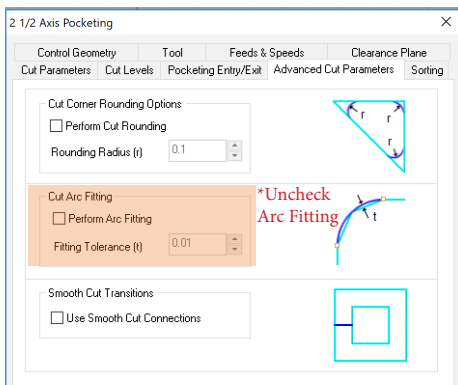 2 1/2 Axis Pocketing
Control Geometry Tool Feeds & Speeds Clearance Plane
Cut Parameters Cut Levels Pocketing Entry/Exit Advanced Cut Parameters Sorting
Cut Corner Rounding Options
Perform Cut Rounding
Rounding Radius (r) 0.1
r r
r
Cut Arc Fitting
*Uncheck
Perform Arc Fitting
Arc Fitting
t
Fitting Tolerance (t) 0.01
Smooth Cut Transitions
Use Smooth Cut Connections